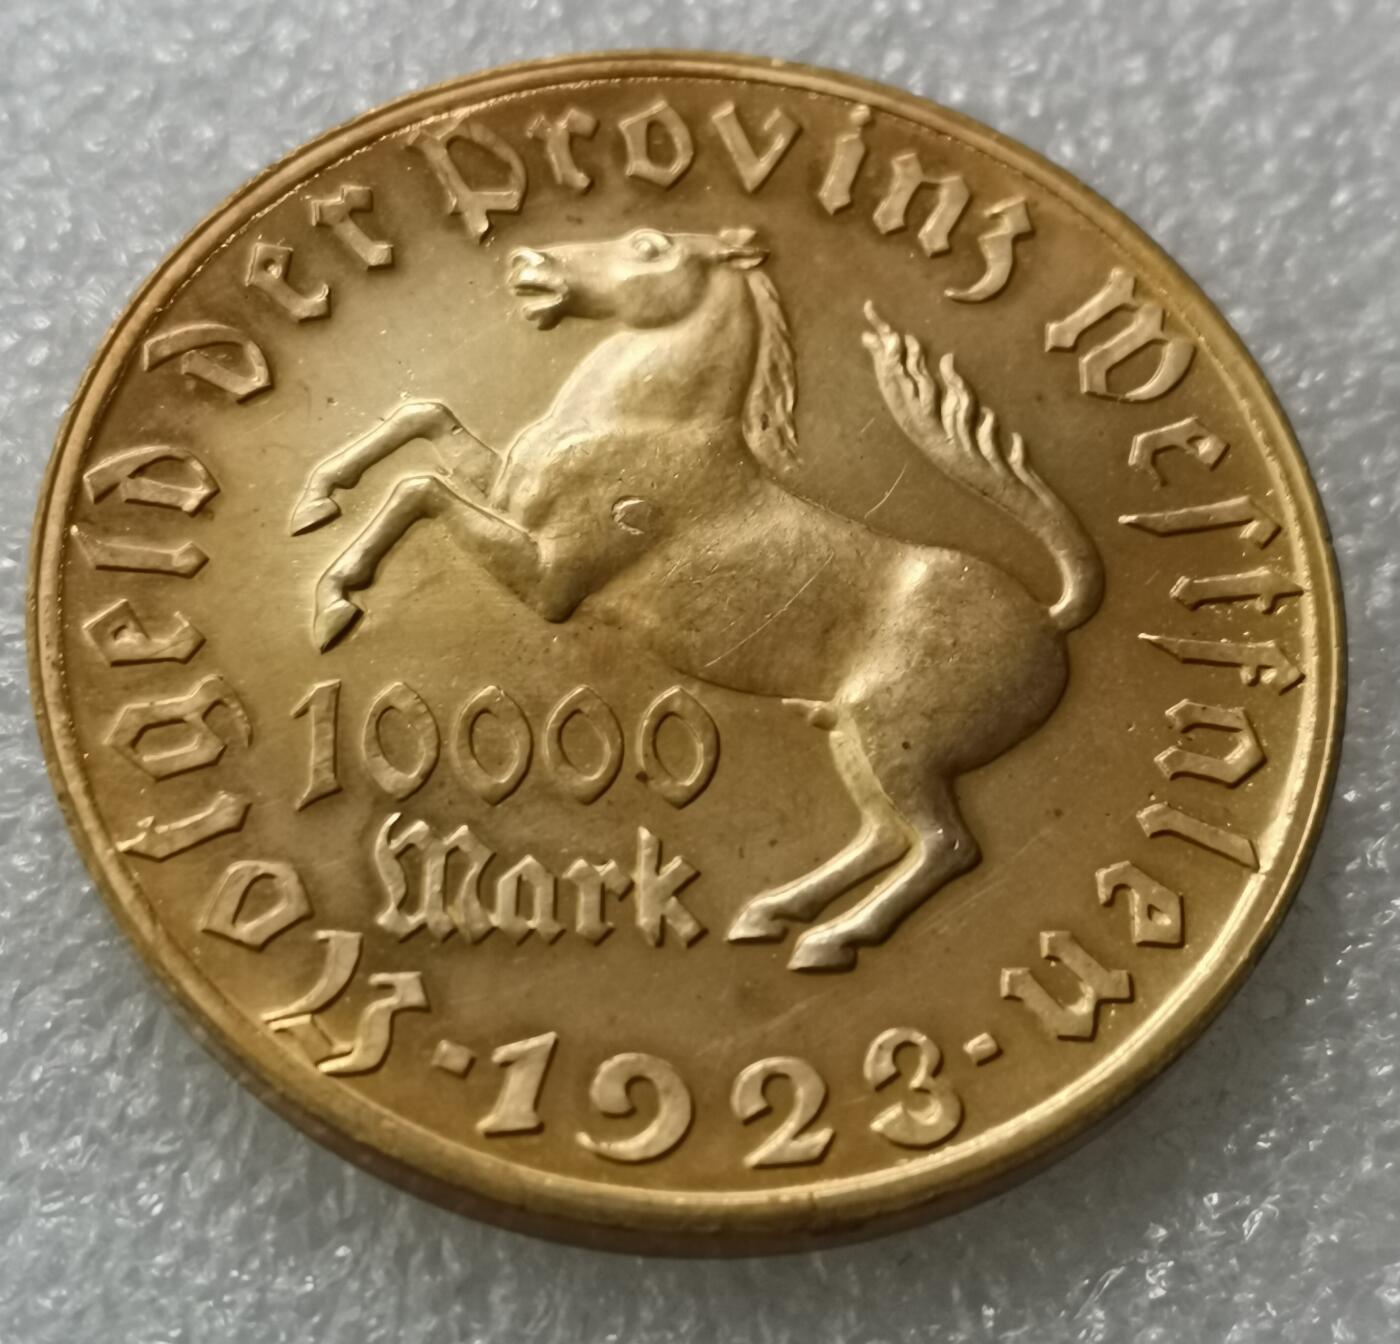 Notgeld der Provinz Westfalen
·1923·
10000
Mark